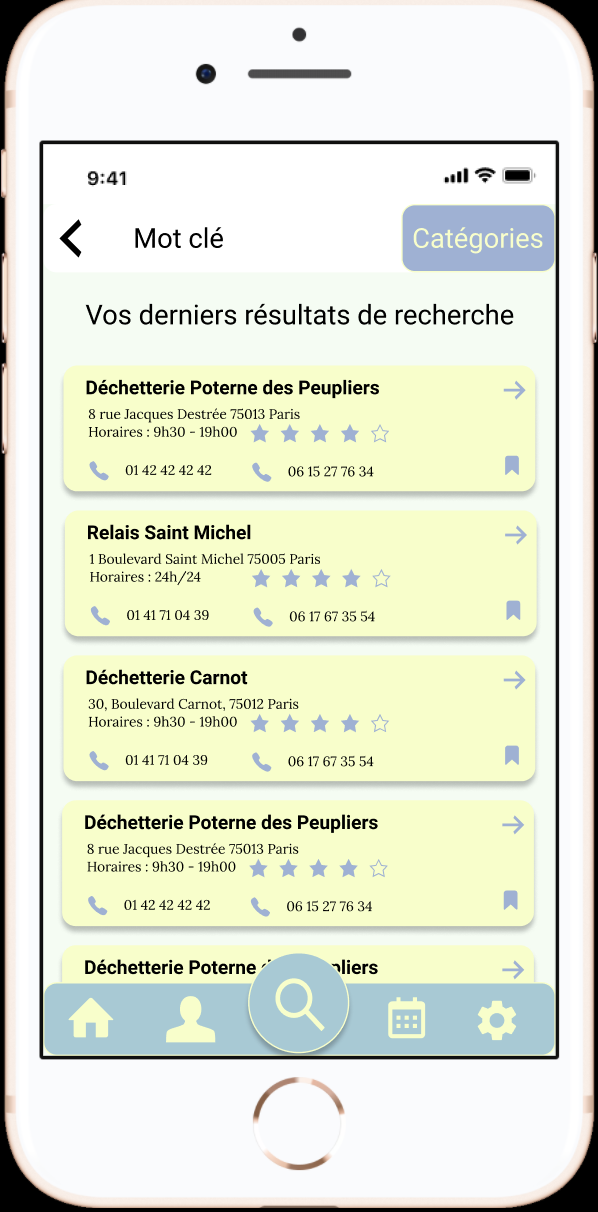 9:41
Mot clé
Catégories
Vos derniers résultats de recherche
Déchetterie Poterne des Peupliers
8 rue Jacques Destrée 75013 Paris
Horaires : 9h30 - 19h00
01 42 42 42 42
06 15 27 76 34
Relais Saint Michel
1 Boulevard Saint Michel 75005 Paris
Horaires : 24h/24
01 41 71 04 39
06 17 67 35 54
Déchetterie Carnot
30, Boulevard Carnot, 75012 Paris
Horaires : 9h30 - 19h00
01 41 71 04 39
06 17 67 35 54
Déchetterie Poterne des Peupliers
8 rue Jacques Destrée 75013 Paris
Horaires : 9h30 - 19h00
01 42 42 42 42
06 15 27 76 34
Déchetterie Poterne